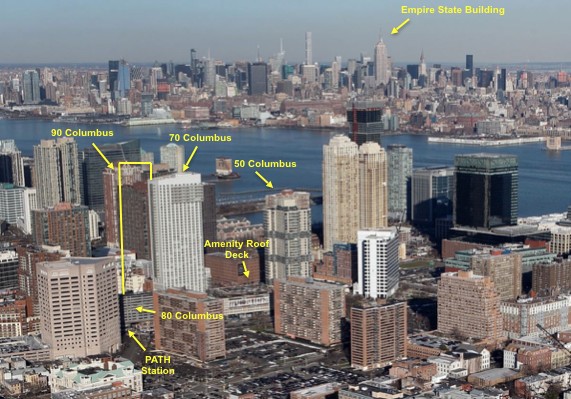 Empire State Building
90 Columbus
70 Columbus
50 Columbus
Amenity Roof
Deck
80 Columbus
PATH
Station